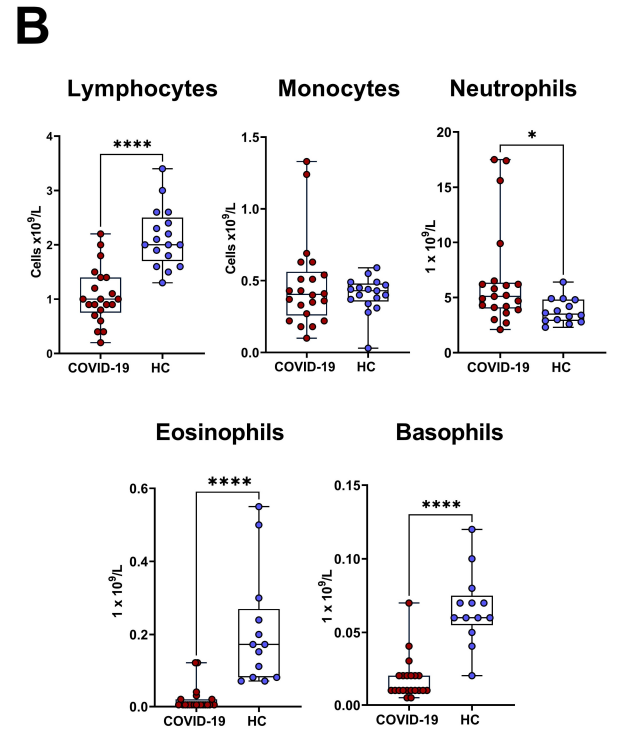 B
Lymphocytes
Cells x10⁹/L
4
3
2
1
0
****
COVID-19 HC
Monocytes
Cells x10⁹/L
1.5
1.0
0.5
0.0
COVID-19 HC
Neutrophils
1 x 10⁹/L
20
15
10
5
0
*
COVID-19 HC
Eosinophils
1 x 10⁹/L
0.6
0.4
0.2
0.0
****
COVID-19 HC
Basophils
1 x 10⁹/L
0.15
0.10
0.05
0.00
****
COVID-19 HC